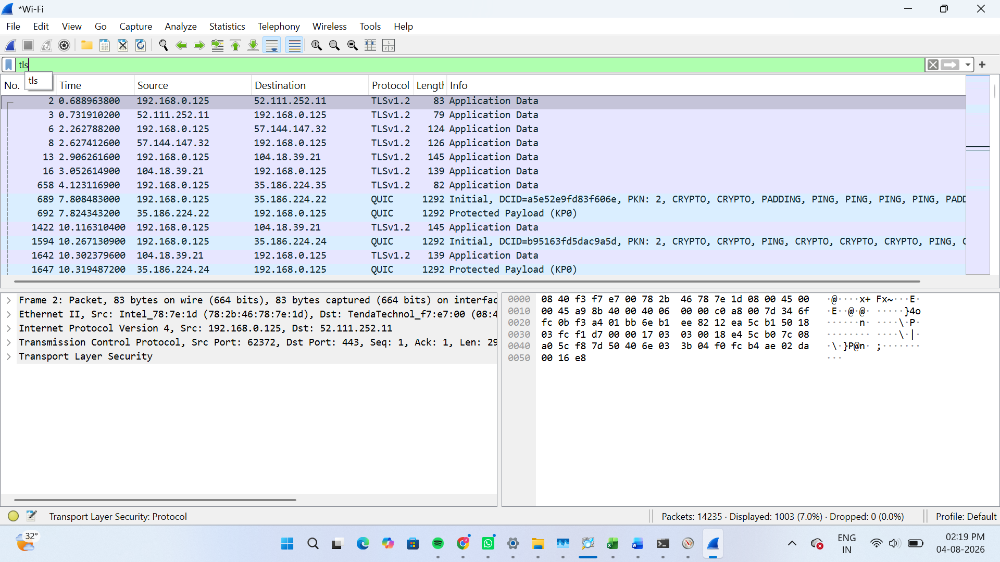 *Wi-Fi
File Edit View Go Capture Analyze Statistics Telephony Wireless Tools Help
tls
tls
No. Time Source Destination Protocol Length Info
2 0.688963800 192.168.0.125 52.111.252.11 TLSv1.2 83 Application Data
3 0.731910200 52.111.252.11 192.168.0.125 TLSv1.2 79 Application Data
6 2.262788200 192.168.0.125 57.144.147.32 TLSv1.2 124 Application Data
8 2.627412600 57.144.147.32 192.168.0.125 TLSv1.2 126 Application Data
13 2.906261600 192.168.0.125 104.18.39.21 TLSv1.2 145 Application Data
16 3.052614900 104.18.39.21 192.168.0.125 TLSv1.2 139 Application Data
658 4.123116900 192.168.0.125 35.186.224.35 TLSv1.2 82 Application Data
689 7.808483000 192.168.0.125 35.186.224.22 QUIC 1292 Initial, DCID=a5e52e9fd83f606e, PKN: 2, CRYPTO, CRYPTO, PADDING, PING, PING, PING, PING, PADD
692 7.824343200 35.186.224.22 192.168.0.125 QUIC 1292 Protected Payload (KP0)
1422 10.116310400 192.168.0.125 104.18.39.21 TLSv1.2 145 Application Data
1594 10.267130900 192.168.0.125 35.186.224.24 QUIC 1292 Initial, DCID=b95163fd5dac9a5d, PKN: 2, CRYPTO, CRYPTO, PING, CRYPTO, CRYPTO, CRYPTO, PING, C
1642 10.302379600 104.18.39.21 192.168.0.125 TLSv1.2 139 Application Data
1647 10.319487200 35.186.224.24 192.168.0.125 QUIC 1292 Protected Payload (KP0)
Frame 2: Packet, 83 bytes on wire (664 bits), 83 bytes captured (664 bits) on interfac
Ethernet II, Src: Intel_78:7e:1d (78:2b:46:78:7e:1d), Dst: TendaTechnol_f7:e7:00 (08:4
Internet Protocol Version 4, Src: 192.168.0.125, Dst: 52.111.252.11
Transmission Control Protocol, Src Port: 62372, Dst Port: 443, Seq: 1, Ack: 1, Len: 29
Transport Layer Security
0000 08 40 f3 f7 e7 00 78 2b 46 78 7e 1d 08 00 45 00 ·@····x+ Fx~···E·
0010 00 45 a9 8b 40 00 40 06 00 00 c0 a8 00 7d 34 6f ·E··@·@· ·····}4o
0020 fc 0b f3 a4 01 bb 6e b1 ee 82 12 ea 5c b1 50 18 ······n· ····\·P·
0030 03 fc f1 d7 00 00 17 03 03 00 18 e4 5c b0 7c 08 ········ ····\·|·
0040 a0 5c f8 7d 50 40 6e 03 3b 04 f0 fc b4 ae 02 da ·\·}P@n· ;·······
0050 00 16 e8 ···
Transport Layer Security: Protocol
Packets: 14235 · Displayed: 1003 (7.0%) · Dropped: 0 (0.0%)
Profile: Default
32°
ENG
IN
02:19 PM
04-08-2026